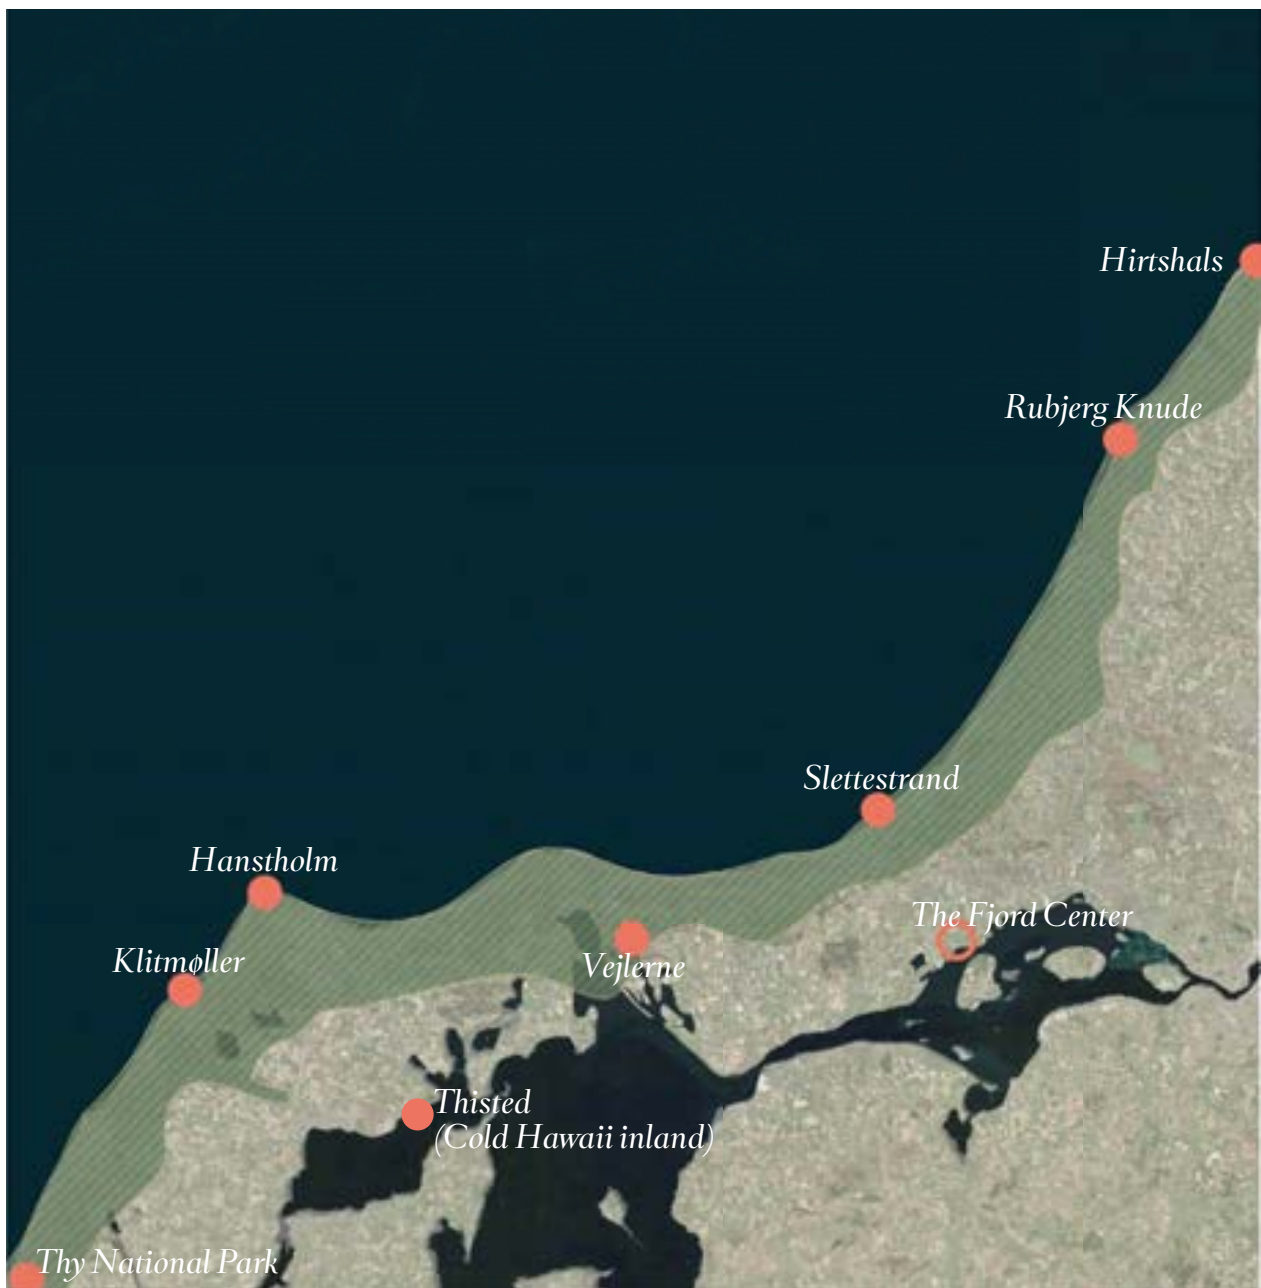 Hirtshals
Rubjerg Knude
Slettestrand
Hanstholm
The Fjord Center
Klitmøller
Vejlerne
Thisted
(Cold Hawaii inland)
Thy National Park